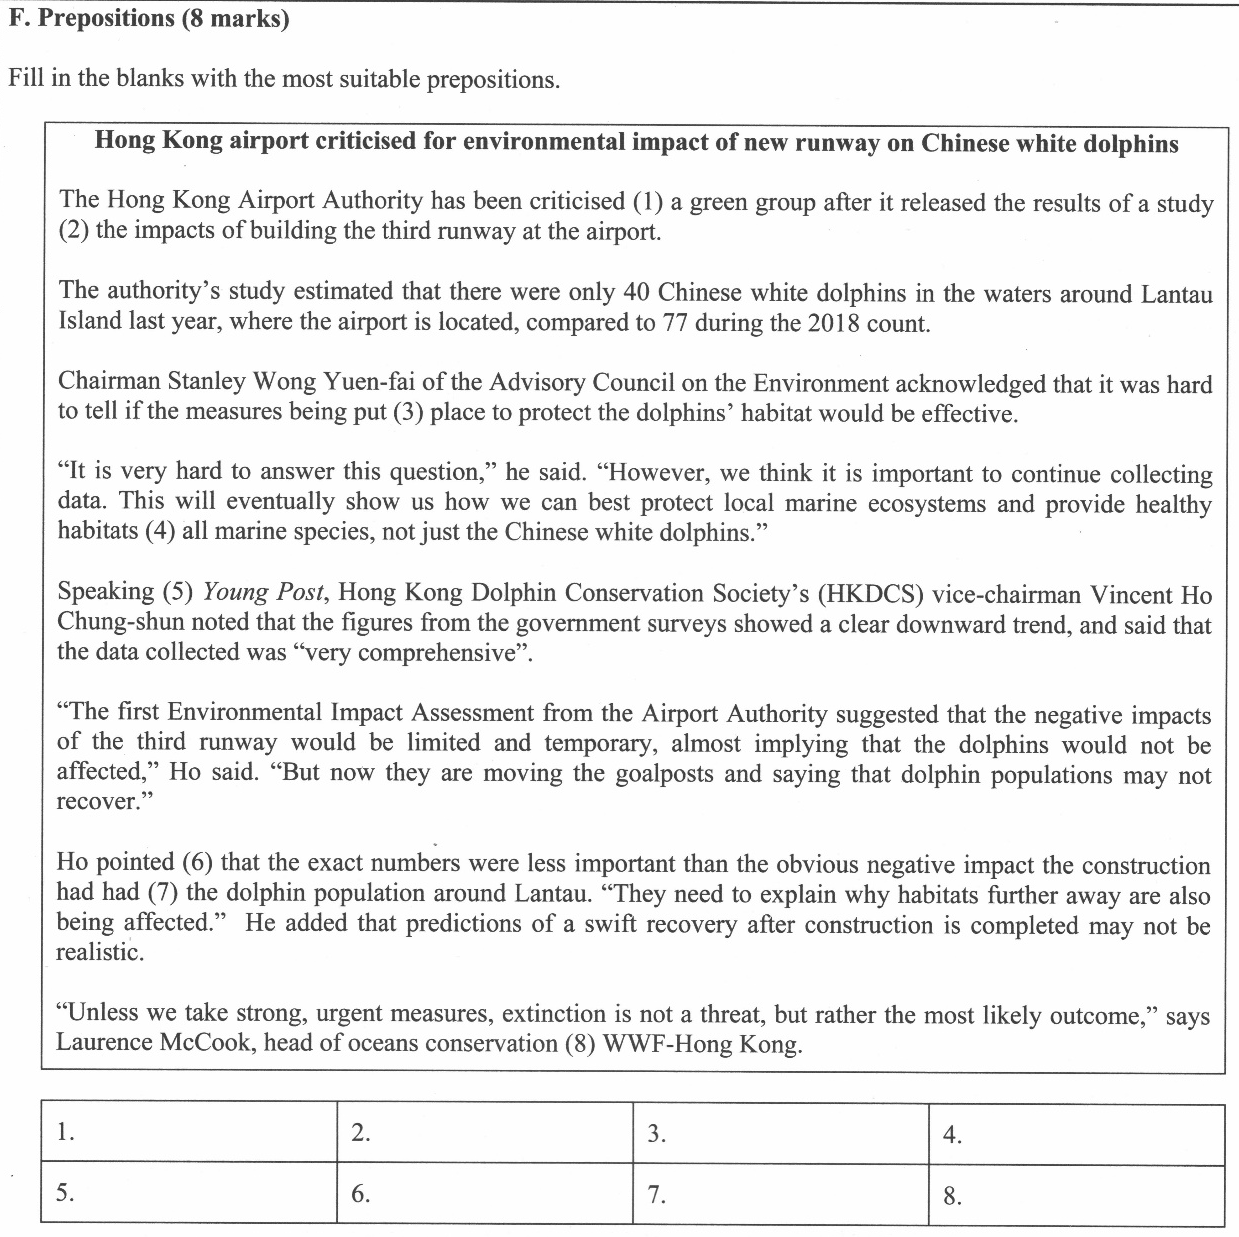 F. Prepositions (8 marks)
Fill in the blanks with the most suitable prepositions.
Hong Kong airport criticised for environmental impact of new runway on Chinese white dolphins
The Hong Kong Airport Authority has been criticised (1) a green group after it released the results of a study
(2) the impacts of building the third runway at the airport.
The authority’s study estimated that there were only 40 Chinese white dolphins in the waters around Lantau
Island last year, where the airport is located, compared to 77 during the 2018 count.
Chairman Stanley Wong Yuen-fai of the Advisory Council on the Environment acknowledged that it was hard
to tell if the measures being put (3) place to protect the dolphins’ habitat would be effective.
“It is very hard to answer this question,” he said. “However, we think it is important to continue collecting
data. This will eventually show us how we can best protect local marine ecosystems and provide healthy
habitats (4) all marine species, not just the Chinese white dolphins.”
Speaking (5) Young Post, Hong Kong Dolphin Conservation Society’s (HKDCS) vice-chairman Vincent Ho
Chung-shun noted that the figures from the government surveys showed a clear downward trend, and said that
the data collected was “very comprehensive”.
“The first Environmental Impact Assessment from the Airport Authority suggested that the negative impacts
of the third runway would be limited and temporary, almost implying that the dolphins would not be
affected,” Ho said. “But now they are moving the goalposts and saying that dolphin populations may not
recover.”
Ho pointed (6) that the exact numbers were less important than the obvious negative impact the construction
had had (7) the dolphin population around Lantau. “They need to explain why habitats further away are also
being affected.” He added that predictions of a swift recovery after construction is completed may not be
realistic.
“Unless we take strong, urgent measures, extinction is not a threat, but rather the most likely outcome,” says
Laurence McCook, head of oceans conservation (8) WWF-Hong Kong.
1. 2. 3. 4.
5. 6. 7. 8.